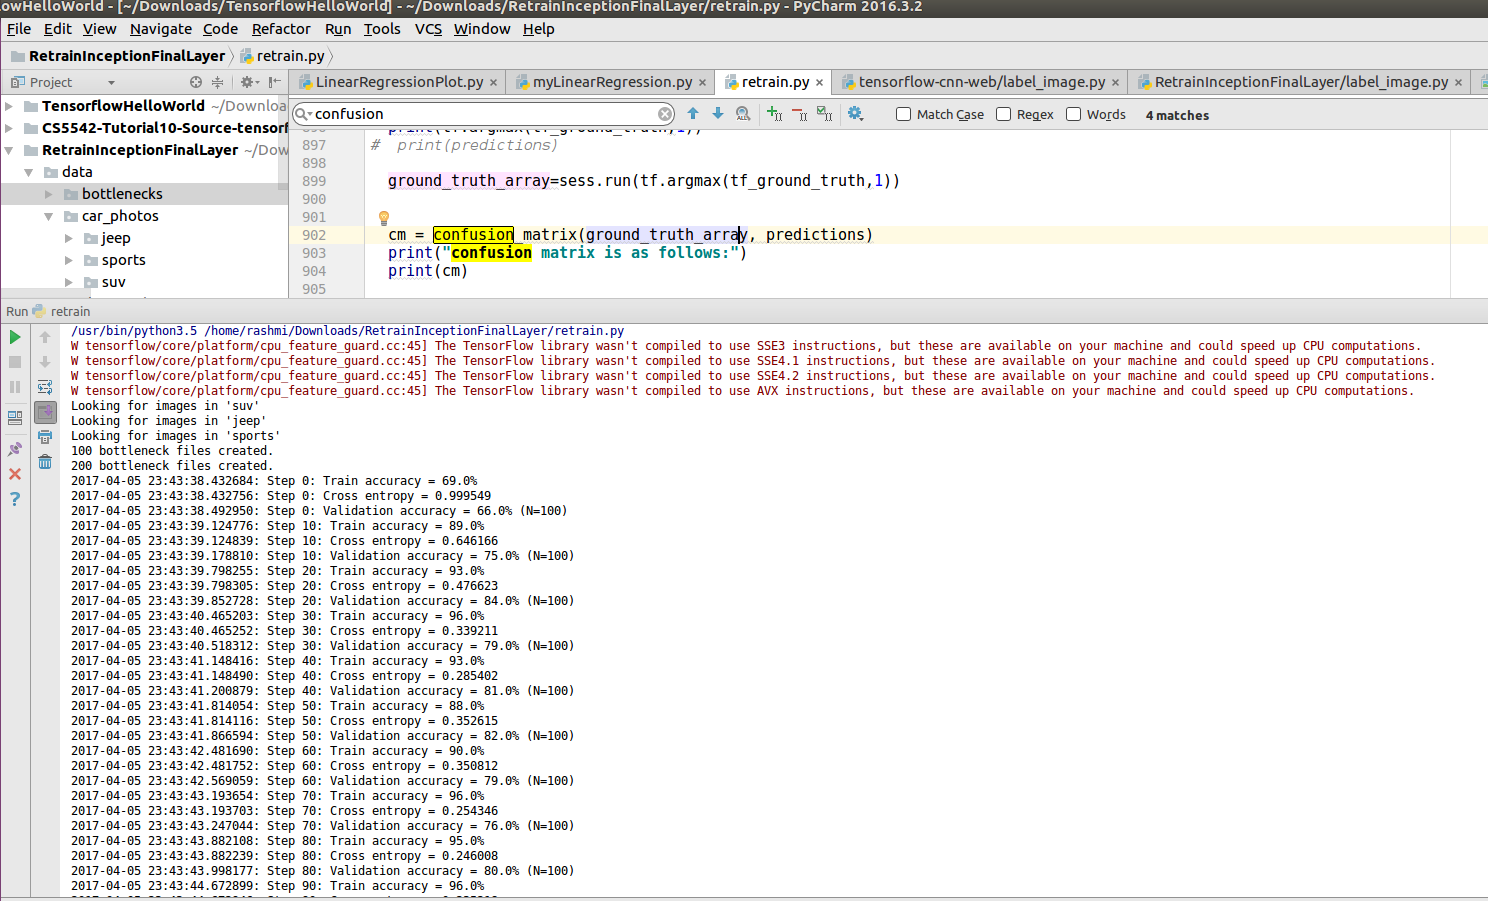 lowHelloWorld - [~/Downloads/TensorflowHelloWorld] - ~/Downloads/RetrainInceptionFinalLayer/retrain.py - PyCharm 2016.3.2
File Edit View Navigate Code Refactor Run Tools VCS Window Help
RetrainInceptionFinalLayer retrain.py
Project LinearRegressionPlot.py myLinearRegression.py retrain.py tensorflow-cnn-web/label_image.py RetrainInceptionFinalLayer/label_image.py
TensorflowHelloWorld ~/Downloa
CS5542-Tutorial10-Source-tensorf
RetrainInceptionFinalLayer ~/Dow
data
bottlenecks
car_photos
jeep
sports
suv
confusion Match Case Regex Words 4 matches
896 print(tf.argmax(tf_ground_truth,1))
897 # print(predictions)
898
899 ground_truth_array=sess.run(tf.argmax(tf_ground_truth,1))
900
901
902 cm = confusion_matrix(ground_truth_array, predictions)
903 print("confusion matrix is as follows:")
904 print(cm)
905
Run retrain
/usr/bin/python3.5 /home/rashmi/Downloads/RetrainInceptionFinalLayer/retrain.py
W tensorflow/core/platform/cpu_feature_guard.cc:45] The TensorFlow library wasn't compiled to use SSE3 instructions, but these are available on your machine and could speed up CPU computations.
W tensorflow/core/platform/cpu_feature_guard.cc:45] The TensorFlow library wasn't compiled to use SSE4.1 instructions, but these are available on your machine and could speed up CPU computations.
W tensorflow/core/platform/cpu_feature_guard.cc:45] The TensorFlow library wasn't compiled to use SSE4.2 instructions, but these are available on your machine and could speed up CPU computations.
W tensorflow/core/platform/cpu_feature_guard.cc:45] The TensorFlow library wasn't compiled to use AVX instructions, but these are available on your machine and could speed up CPU computations.
Looking for images in 'suv'
Looking for images in 'jeep'
Looking for images in 'sports'
100 bottleneck files created.
200 bottleneck files created.
2017-04-05 23:43:38.432684: Step 0: Train accuracy = 69.0%
2017-04-05 23:43:38.432756: Step 0: Cross entropy = 0.999549
2017-04-05 23:43:38.492950: Step 0: Validation accuracy = 66.0% (N=100)
2017-04-05 23:43:39.124776: Step 10: Train accuracy = 89.0%
2017-04-05 23:43:39.124839: Step 10: Cross entropy = 0.646166
2017-04-05 23:43:39.178810: Step 10: Validation accuracy = 75.0% (N=100)
2017-04-05 23:43:39.798255: Step 20: Train accuracy = 93.0%
2017-04-05 23:43:39.798305: Step 20: Cross entropy = 0.476623
2017-04-05 23:43:39.852728: Step 20: Validation accuracy = 84.0% (N=100)
2017-04-05 23:43:40.465203: Step 30: Train accuracy = 96.0%
2017-04-05 23:43:40.465252: Step 30: Cross entropy = 0.339211
2017-04-05 23:43:40.518312: Step 30: Validation accuracy = 79.0% (N=100)
2017-04-05 23:43:41.148416: Step 40: Train accuracy = 93.0%
2017-04-05 23:43:41.148490: Step 40: Cross entropy = 0.285402
2017-04-05 23:43:41.200879: Step 40: Validation accuracy = 81.0% (N=100)
2017-04-05 23:43:41.814054: Step 50: Train accuracy = 88.0%
2017-04-05 23:43:41.814116: Step 50: Cross entropy = 0.352615
2017-04-05 23:43:41.866594: Step 50: Validation accuracy = 82.0% (N=100)
2017-04-05 23:43:42.481690: Step 60: Train accuracy = 90.0%
2017-04-05 23:43:42.481752: Step 60: Cross entropy = 0.350812
2017-04-05 23:43:42.569059: Step 60: Validation accuracy = 79.0% (N=100)
2017-04-05 23:43:43.193654: Step 70: Train accuracy = 96.0%
2017-04-05 23:43:43.193703: Step 70: Cross entropy = 0.254346
2017-04-05 23:43:43.247044: Step 70: Validation accuracy = 76.0% (N=100)
2017-04-05 23:43:43.882108: Step 80: Train accuracy = 95.0%
2017-04-05 23:43:43.882239: Step 80: Cross entropy = 0.246008
2017-04-05 23:43:43.998177: Step 80: Validation accuracy = 80.0% (N=100)
2017-04-05 23:43:44.672899: Step 90: Train accuracy = 96.0%